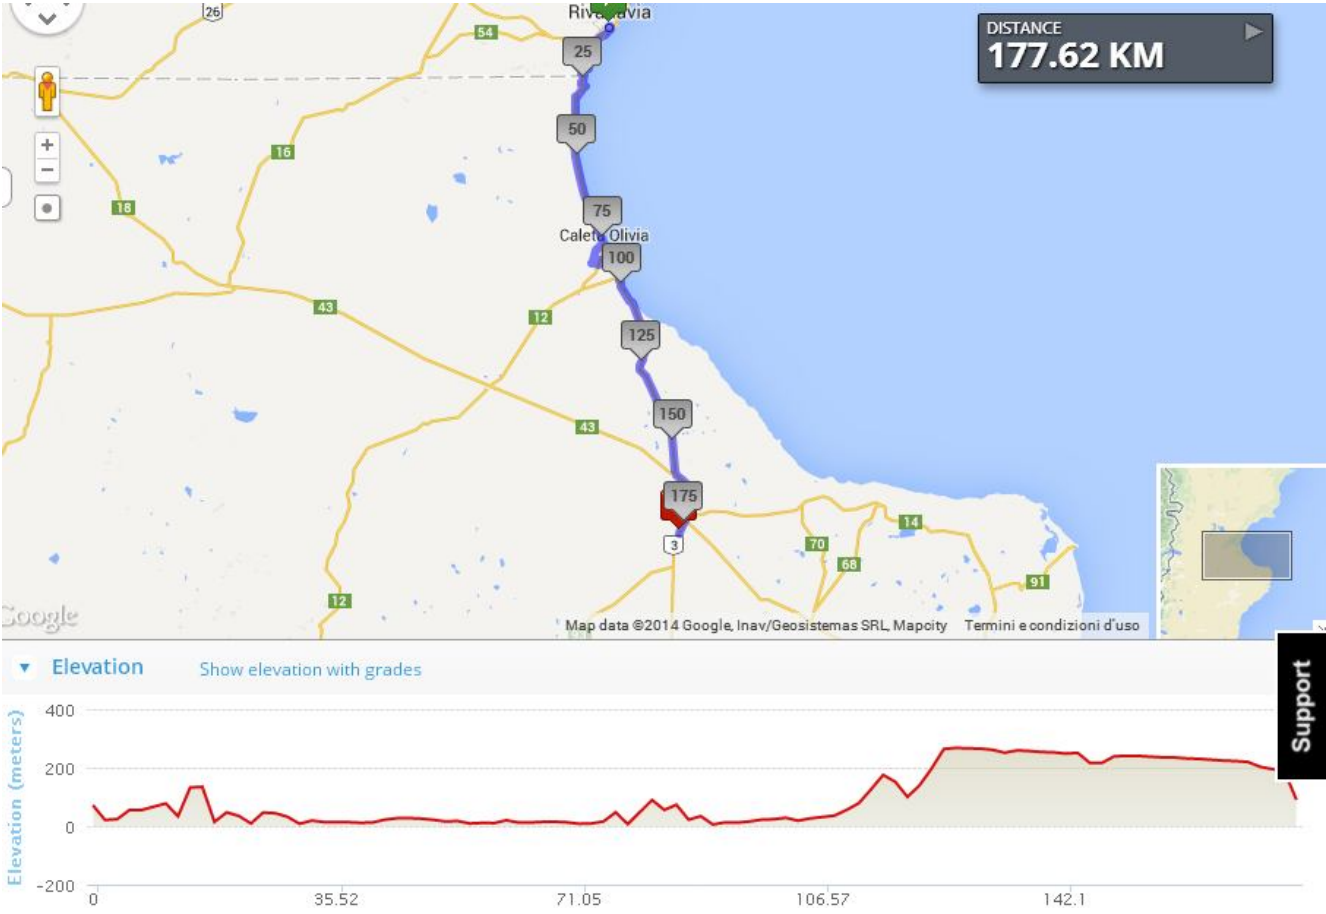 26
Rivadavia
DISTANCE
177.62 KM
54
25
50
16
18
75
Caleta Olivia
100
43
12
125
150
43
175
14
3
70
68
91
12
Google
Map data ©2014 Google, Inav/Geosistemas SRL, Mapcity
Termini e condizioni d'uso
Elevation
Show elevation with grades
Support
Elevation (meters)
400
200
0
-200
0
35.52
71.05
106.57
142.1